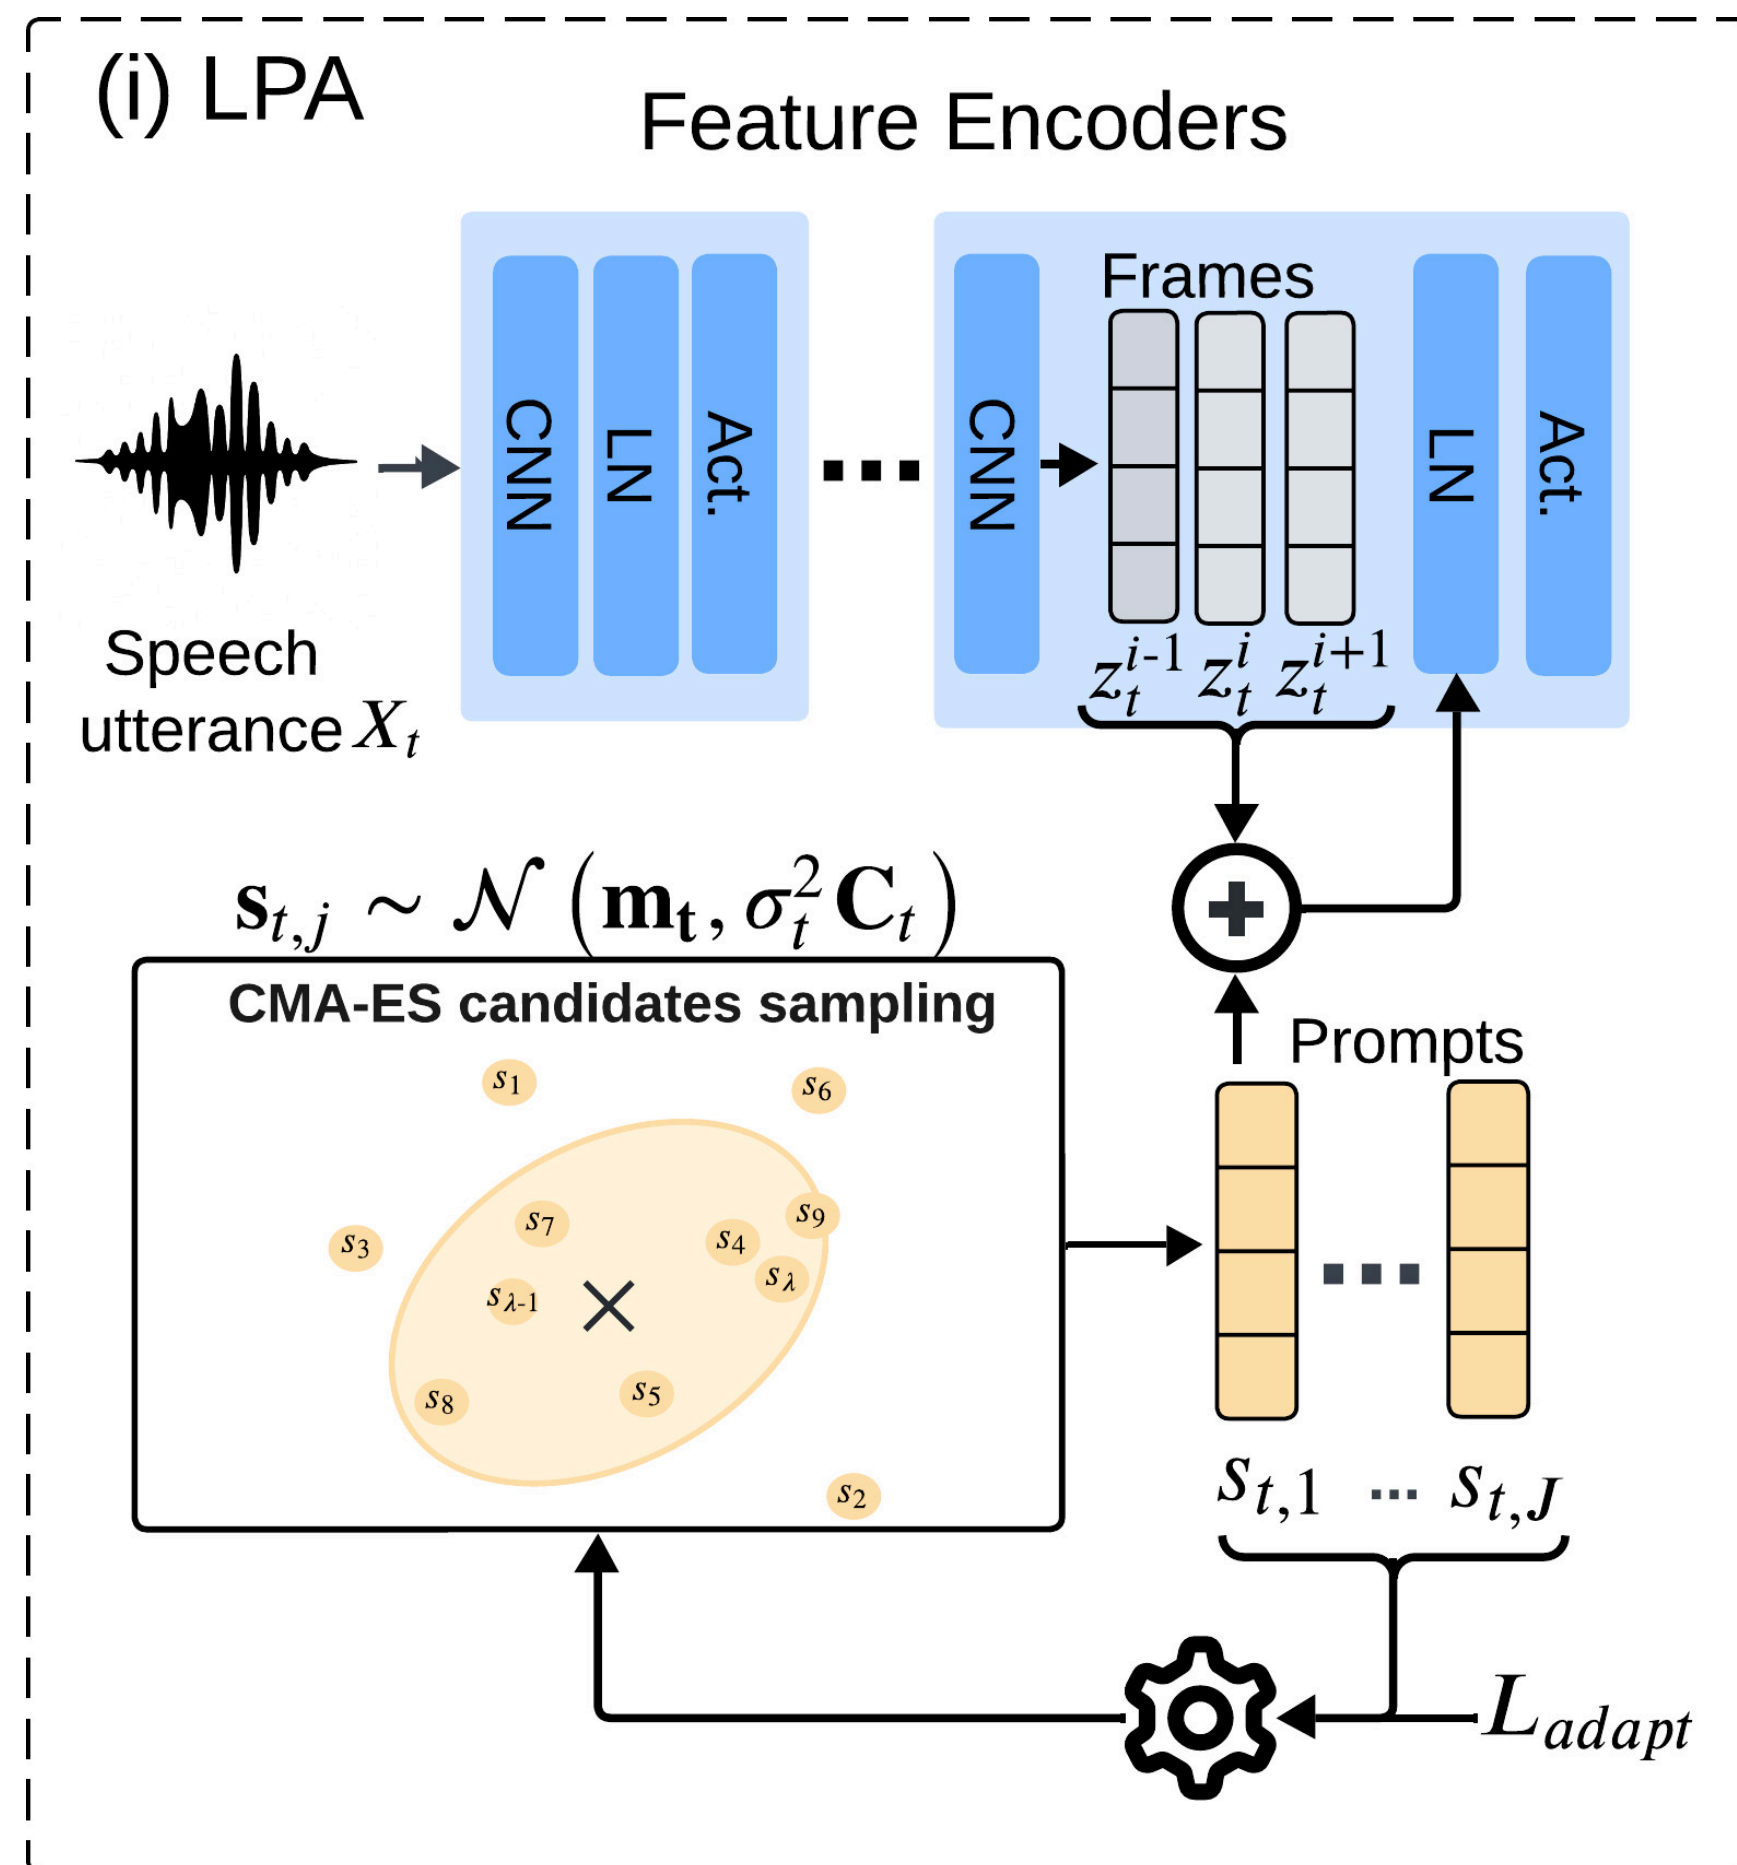 (i) LPA
Feature Encoders
Frames
CNN
LN
Act.
CNN
LN
Act.
z_t^{i-1} z_t^i z_t^{i+1}
Speech
utterance X_t
s_{t,j} ~ 𝒩 (m_t, σ_t^2 C_t)
CMA-ES candidates sampling
s_1
s_6
s_7
s_9
s_3
s_4
s_λ
s_{λ-1}
s_8
s_5
s_2
Prompts
s_{t,1} ... s_{t,J}
L_{adapt}